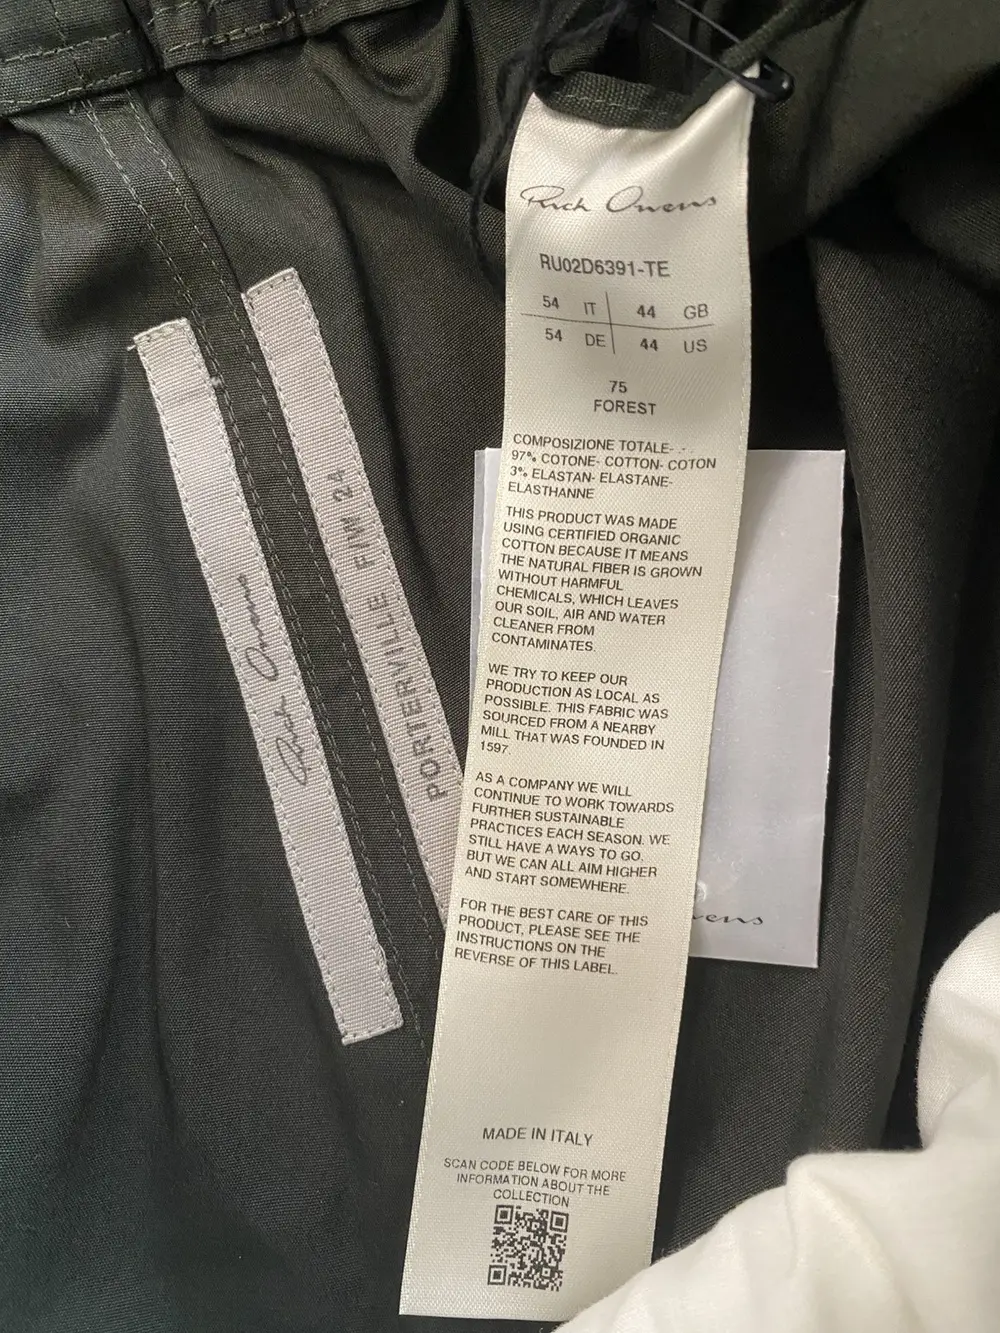 Rick Owens
PORTERVILLE F/W 24
Rick Owens
RU02D6391-TE
54 IT 44 GB
54 DE 44 US
75
FOREST
COMPOSIZIONE TOTALE-
97% COTONE- COTTON- COTON
3% ELASTAN- ELASTANE-
ELASTHANNE
THIS PRODUCT WAS MADE
USING CERTIFIED ORGANIC
COTTON BECAUSE IT MEANS
THE NATURAL FIBER IS GROWN
WITHOUT HARMFUL
CHEMICALS, WHICH LEAVES
OUR SOIL, AIR AND WATER
CLEANER FROM
CONTAMINATES.
WE TRY TO KEEP OUR
PRODUCTION AS LOCAL AS
POSSIBLE. THIS FABRIC WAS
SOURCED FROM A NEARBY
MILL THAT WAS FOUNDED IN
1597.
AS A COMPANY WE WILL
CONTINUE TO WORK TOWARDS
FURTHER SUSTAINABLE
PRACTICES EACH SEASON. WE
STILL HAVE A WAYS TO GO.
BUT WE CAN ALL AIM HIGHER
AND START SOMEWHERE.
FOR THE BEST CARE OF THIS
PRODUCT, PLEASE SEE THE
INSTRUCTIONS ON THE
REVERSE OF THIS LABEL.
MADE IN ITALY
SCAN CODE BELOW FOR MORE
INFORMATION ABOUT THE
COLLECTION
wens